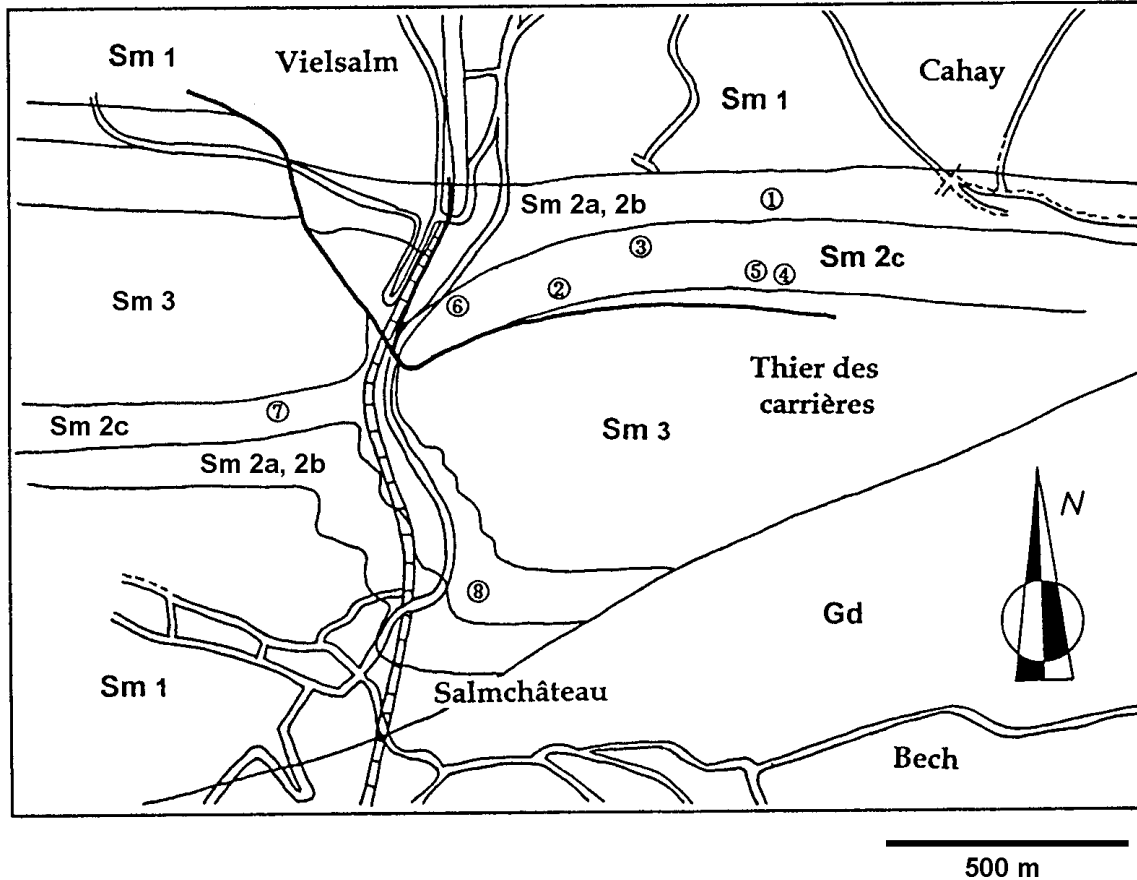 Sm 1
Vielsalm
Sm 1
Cahay
Sm 2a, 2b
①
③
Sm 2c
⑤ ④
②
⑥
Sm 3
Thier des
carrières
⑦
Sm 2c
Sm 3
Sm 2a, 2b
N
⑧
Gd
Sm 1
Salmchâteau
Bech
500 m